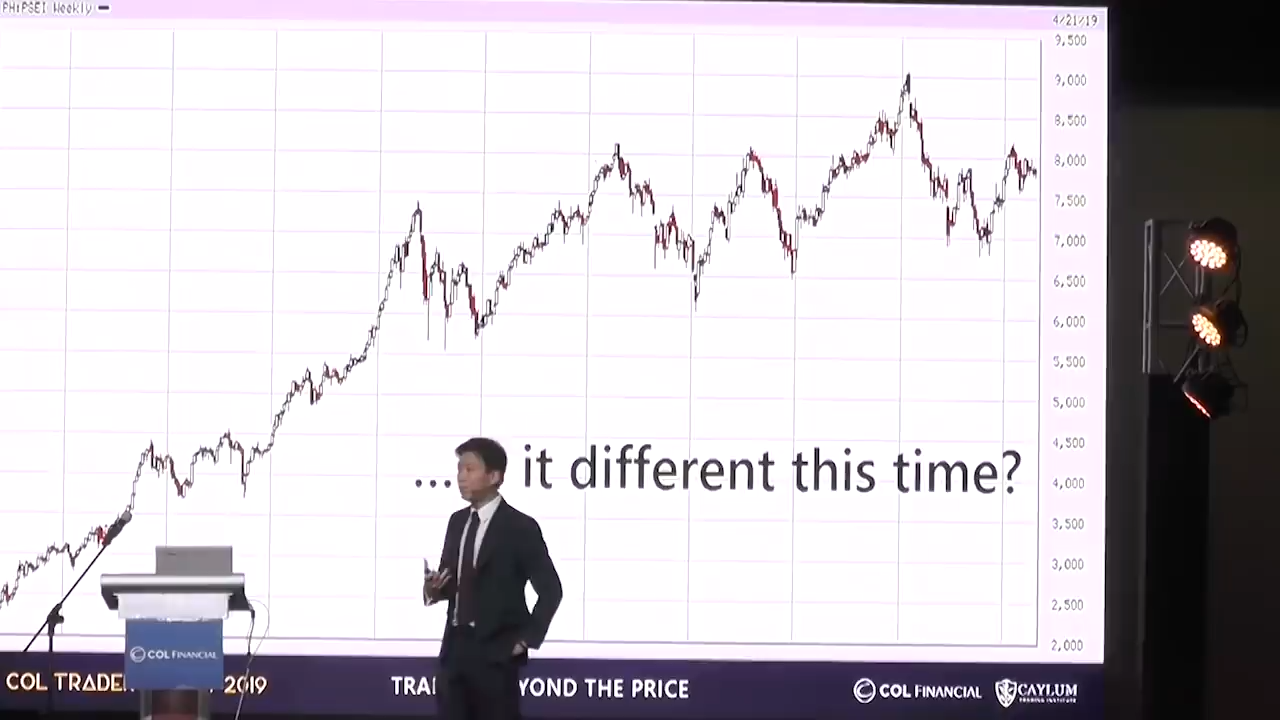 PH:PSEI Weekly
4/21/19
9,500
9,000
8,500
8,000
7,500
7,000
6,500
6,000
5,500
5,000
4,500
4,000
3,500
3,000
2,500
2,000
... it different this time?
COL FINANCIAL
COL TRADE 2019
TRA YOND THE PRICE
COL FINANCIAL
CAYLUM
TRADING INSTITUTE